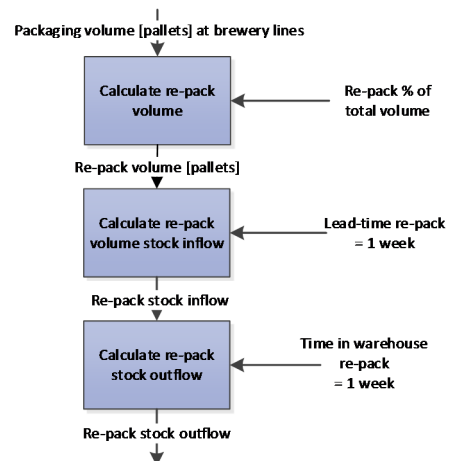 Packaging volume [pallets] at brewery lines
Calculate re-pack
volume
Re-pack % of
total volume
Re-pack volume [pallets]
Calculate re-pack
volume stock inflow
Lead-time re-pack
= 1 week
Re-pack stock inflow
Calculate re-pack
stock outflow
Time in warehouse
re-pack
= 1 week
Re-pack stock outflow